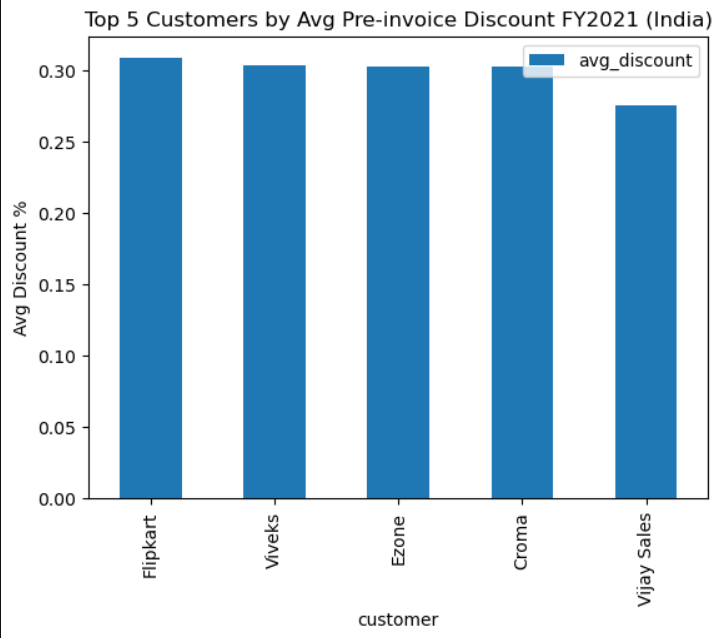 Top 5 Customers by Avg Pre-invoice Discount FY2021 (India)
avg_discount
Avg Discount %
0.30
0.25
0.20
0.15
0.10
0.05
0.00
Flipkart
Viveks
Ezone
Croma
Vijay Sales
customer